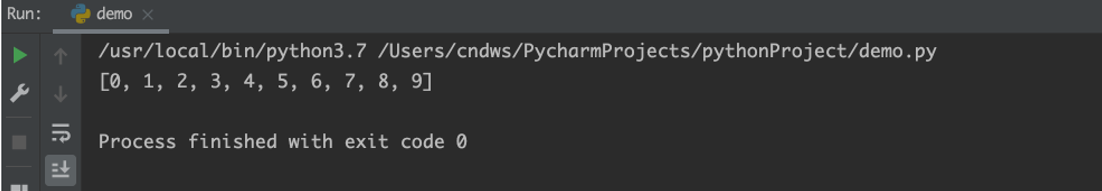 Run: demo ×
/usr/local/bin/python3.7 /Users/cndws/PycharmProjects/pythonProject/demo.py
[0, 1, 2, 3, 4, 5, 6, 7, 8, 9]
Process finished with exit code 0